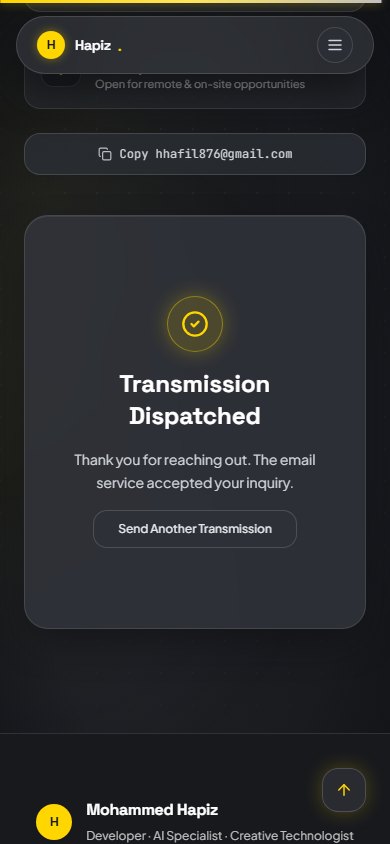 H Hapiz .
Open for remote & on-site opportunities
Copy hhafil876@gmail.com
Transmission
Dispatched
Thank you for reaching out. The email
service accepted your inquiry.
Send Another Transmission
H
Mohammed Hapiz
Developer · AI Specialist · Creative Technologist